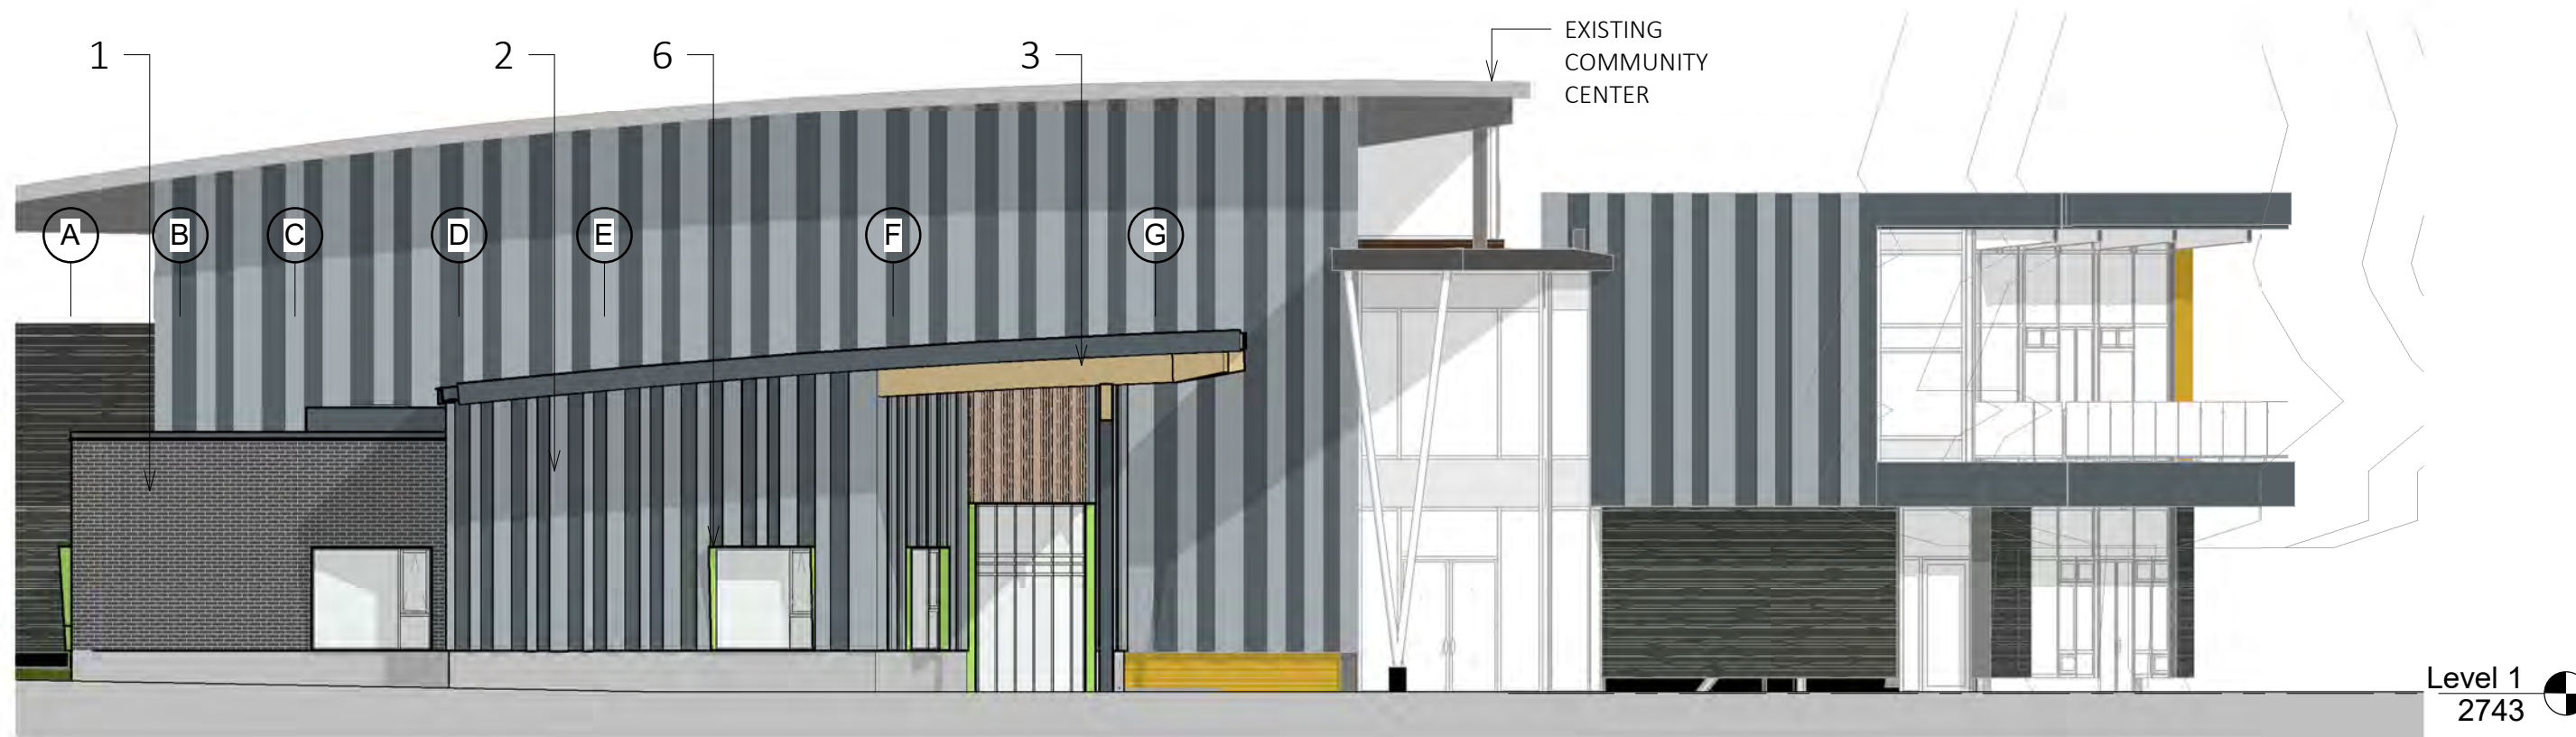 1
2
6
3
EXISTING
COMMUNITY
CENTER
A
B
C
D
E
F
G
Level 1
2743